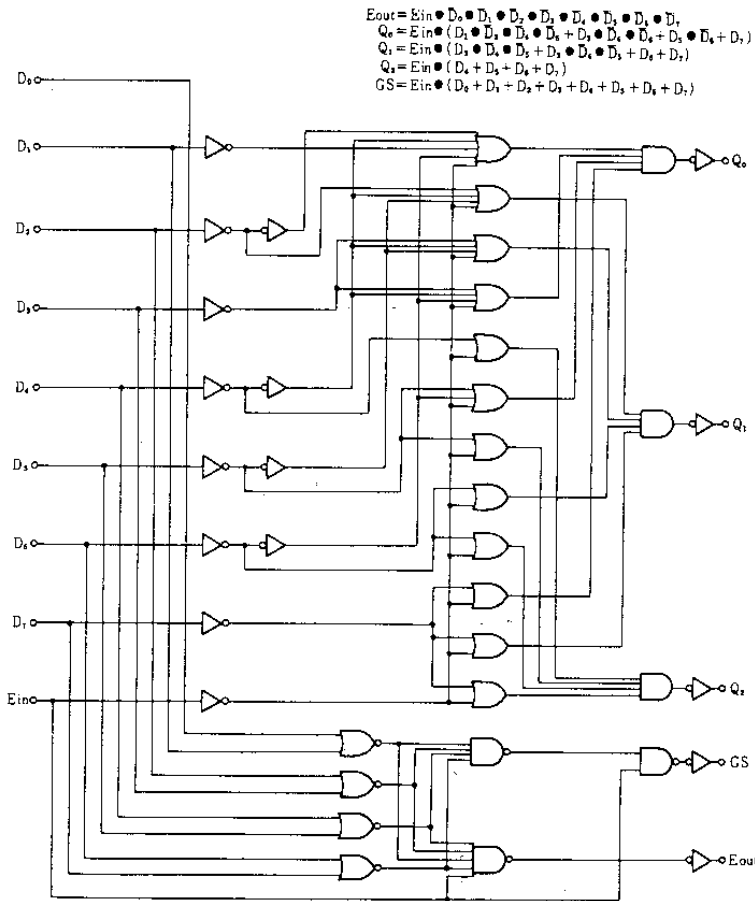 Eout = Ein • D̅₀ • D̅₁ • D̅₂ • D̅₃ • D̅₄ • D̅₅ • D̅₆ • D̅₇
Q₀ = Ein • (D₁ • D̅₂ • D̅₄ • D̅₆ + D₃ • D̅₄ • D̅₆ + D₅ • D̅₆ + D₇)
Q₁ = Ein • (D₂ • D̅₄ • D̅₅ + D₃ • D̅₄ • D̅₅ + D₆ + D₇)
Q₂ = Ein • (D₄ + D₅ + D₆ + D₇)
GS = Ein • (D₀ + D₁ + D₂ + D₃ + D₄ + D₅ + D₆ + D₇)
D₀
D₁
Q₀
D₂
D₃
D₄
Q₁
D₅
D₆
D₇
Ein
Q₂
GS
Eout